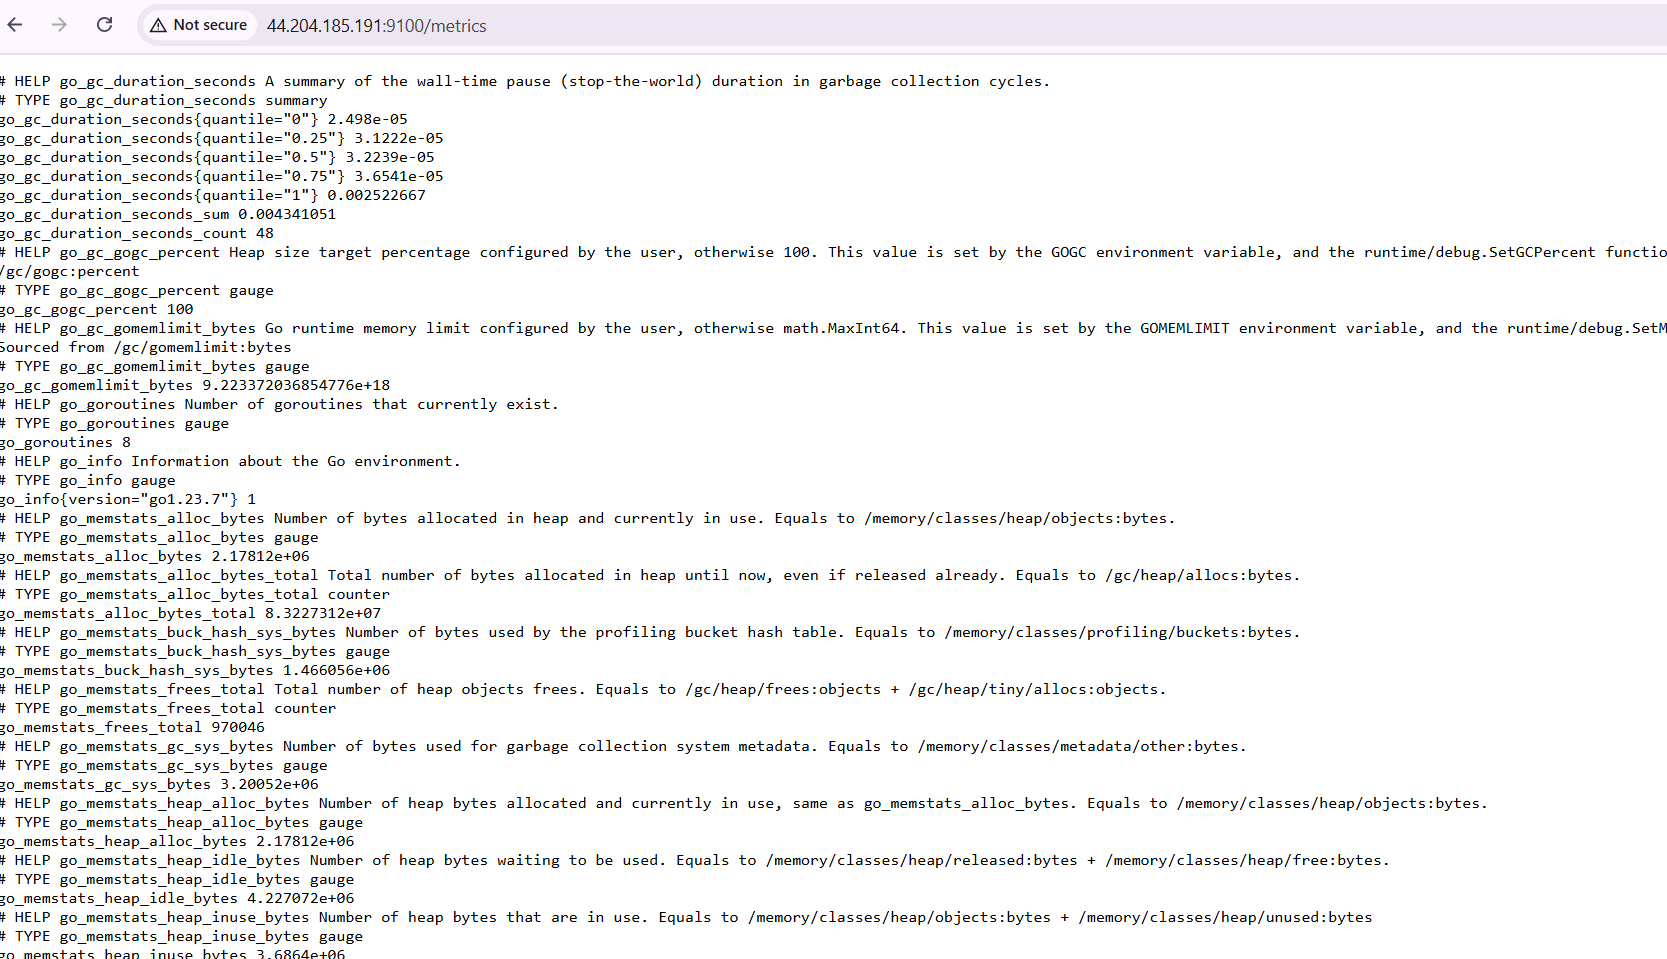 Not secure 44.204.185.191:9100/metrics
# HELP go_gc_duration_seconds A summary of the wall-time pause (stop-the-world) duration in garbage collection cycles.
# TYPE go_gc_duration_seconds summary
go_gc_duration_seconds{quantile="0"} 2.498e-05
go_gc_duration_seconds{quantile="0.25"} 3.1222e-05
go_gc_duration_seconds{quantile="0.5"} 3.2239e-05
go_gc_duration_seconds{quantile="0.75"} 3.6541e-05
go_gc_duration_seconds{quantile="1"} 0.002522667
go_gc_duration_seconds_sum 0.004341051
go_gc_duration_seconds_count 48
# HELP go_gc_gogc_percent Heap size target percentage configured by the user, otherwise 100. This value is set by the GOGC environment variable, and the runtime/debug.SetGCPercent functio
/gc/gogc:percent
# TYPE go_gc_gogc_percent gauge
go_gc_gogc_percent 100
# HELP go_gc_gomemlimit_bytes Go runtime memory limit configured by the user, otherwise math.MaxInt64. This value is set by the GOMEMLIMIT environment variable, and the runtime/debug.SetM
Sourced from /gc/gomemlimit:bytes
# TYPE go_gc_gomemlimit_bytes gauge
go_gc_gomemlimit_bytes 9.223372036854776e+18
# HELP go_goroutines Number of goroutines that currently exist.
# TYPE go_goroutines gauge
go_goroutines 8
# HELP go_info Information about the Go environment.
# TYPE go_info gauge
go_info{version="go1.23.7"} 1
# HELP go_memstats_alloc_bytes Number of bytes allocated in heap and currently in use. Equals to /memory/classes/heap/objects:bytes.
# TYPE go_memstats_alloc_bytes gauge
go_memstats_alloc_bytes 2.17812e+06
# HELP go_memstats_alloc_bytes_total Total number of bytes allocated in heap until now, even if released already. Equals to /gc/heap/allocs:bytes.
# TYPE go_memstats_alloc_bytes_total counter
go_memstats_alloc_bytes_total 8.3227312e+07
# HELP go_memstats_buck_hash_sys_bytes Number of bytes used by the profiling bucket hash table. Equals to /memory/classes/profiling/buckets:bytes.
# TYPE go_memstats_buck_hash_sys_bytes gauge
go_memstats_buck_hash_sys_bytes 1.466056e+06
# HELP go_memstats_frees_total Total number of heap objects frees. Equals to /gc/heap/frees:objects + /gc/heap/tiny/allocs:objects.
# TYPE go_memstats_frees_total counter
go_memstats_frees_total 970046
# HELP go_memstats_gc_sys_bytes Number of bytes used for garbage collection system metadata. Equals to /memory/classes/metadata/other:bytes.
# TYPE go_memstats_gc_sys_bytes gauge
go_memstats_gc_sys_bytes 3.20052e+06
# HELP go_memstats_heap_alloc_bytes Number of heap bytes allocated and currently in use, same as go_memstats_alloc_bytes. Equals to /memory/classes/heap/objects:bytes.
# TYPE go_memstats_heap_alloc_bytes gauge
go_memstats_heap_alloc_bytes 2.17812e+06
# HELP go_memstats_heap_idle_bytes Number of heap bytes waiting to be used. Equals to /memory/classes/heap/released:bytes + /memory/classes/heap/free:bytes.
# TYPE go_memstats_heap_idle_bytes gauge
go_memstats_heap_idle_bytes 4.227072e+06
# HELP go_memstats_heap_inuse_bytes Number of heap bytes that are in use. Equals to /memory/classes/heap/objects:bytes + /memory/classes/heap/unused:bytes
# TYPE go_memstats_heap_inuse_bytes gauge
go_memstats_heap_inuse_bytes 3.6864e+06